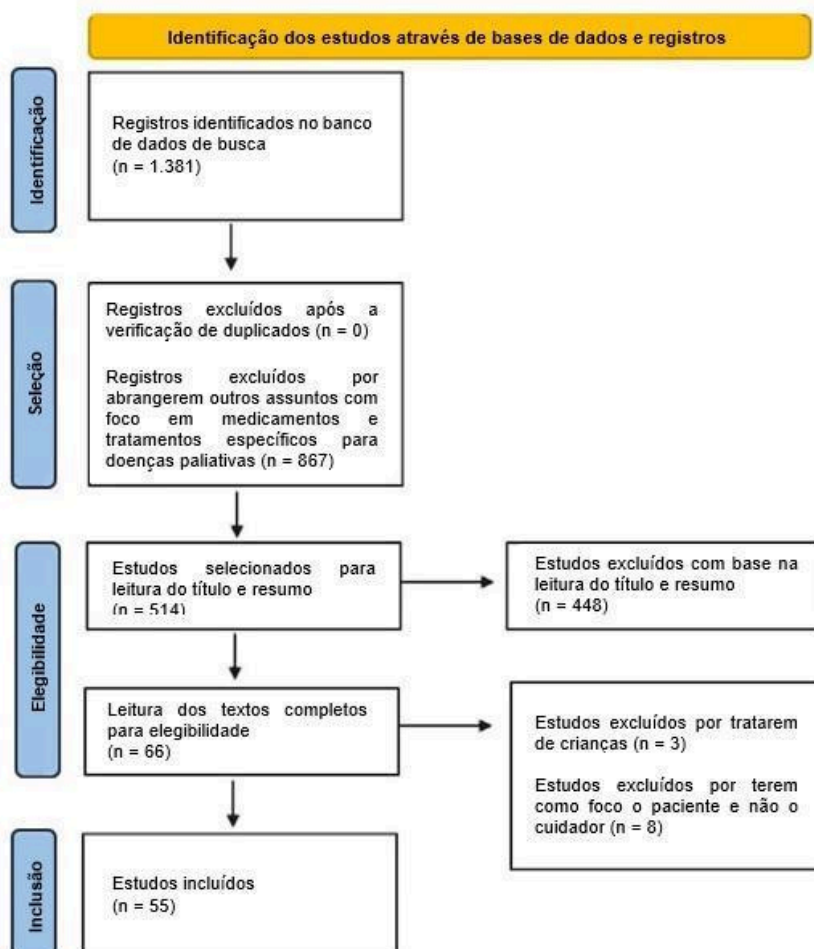 Identificação dos estudos através de bases de dados e registros
Identificação
Registros identificados no banco
de dados de busca
(n = 1.381)
Seleção
Registros excluídos após a
verificação de duplicados (n = 0)
Registros excluídos por
abrangerem outros assuntos com
foco em medicamentos e
tratamentos específicos para
doenças paliativas (n = 867)
Elegibilidade
Estudos selecionados para
leitura do título e resumo
(n = 514)
Estudos excluídos com base na
leitura do título e resumo
(n = 448)
Leitura dos textos completos
para elegibilidade
(n = 66)
Estudos excluídos por tratarem
de crianças (n = 3)
Estudos excluídos por terem
como foco o paciente e não o
cuidador (n = 8)
Inclusão
Estudos incluídos
(n = 55)